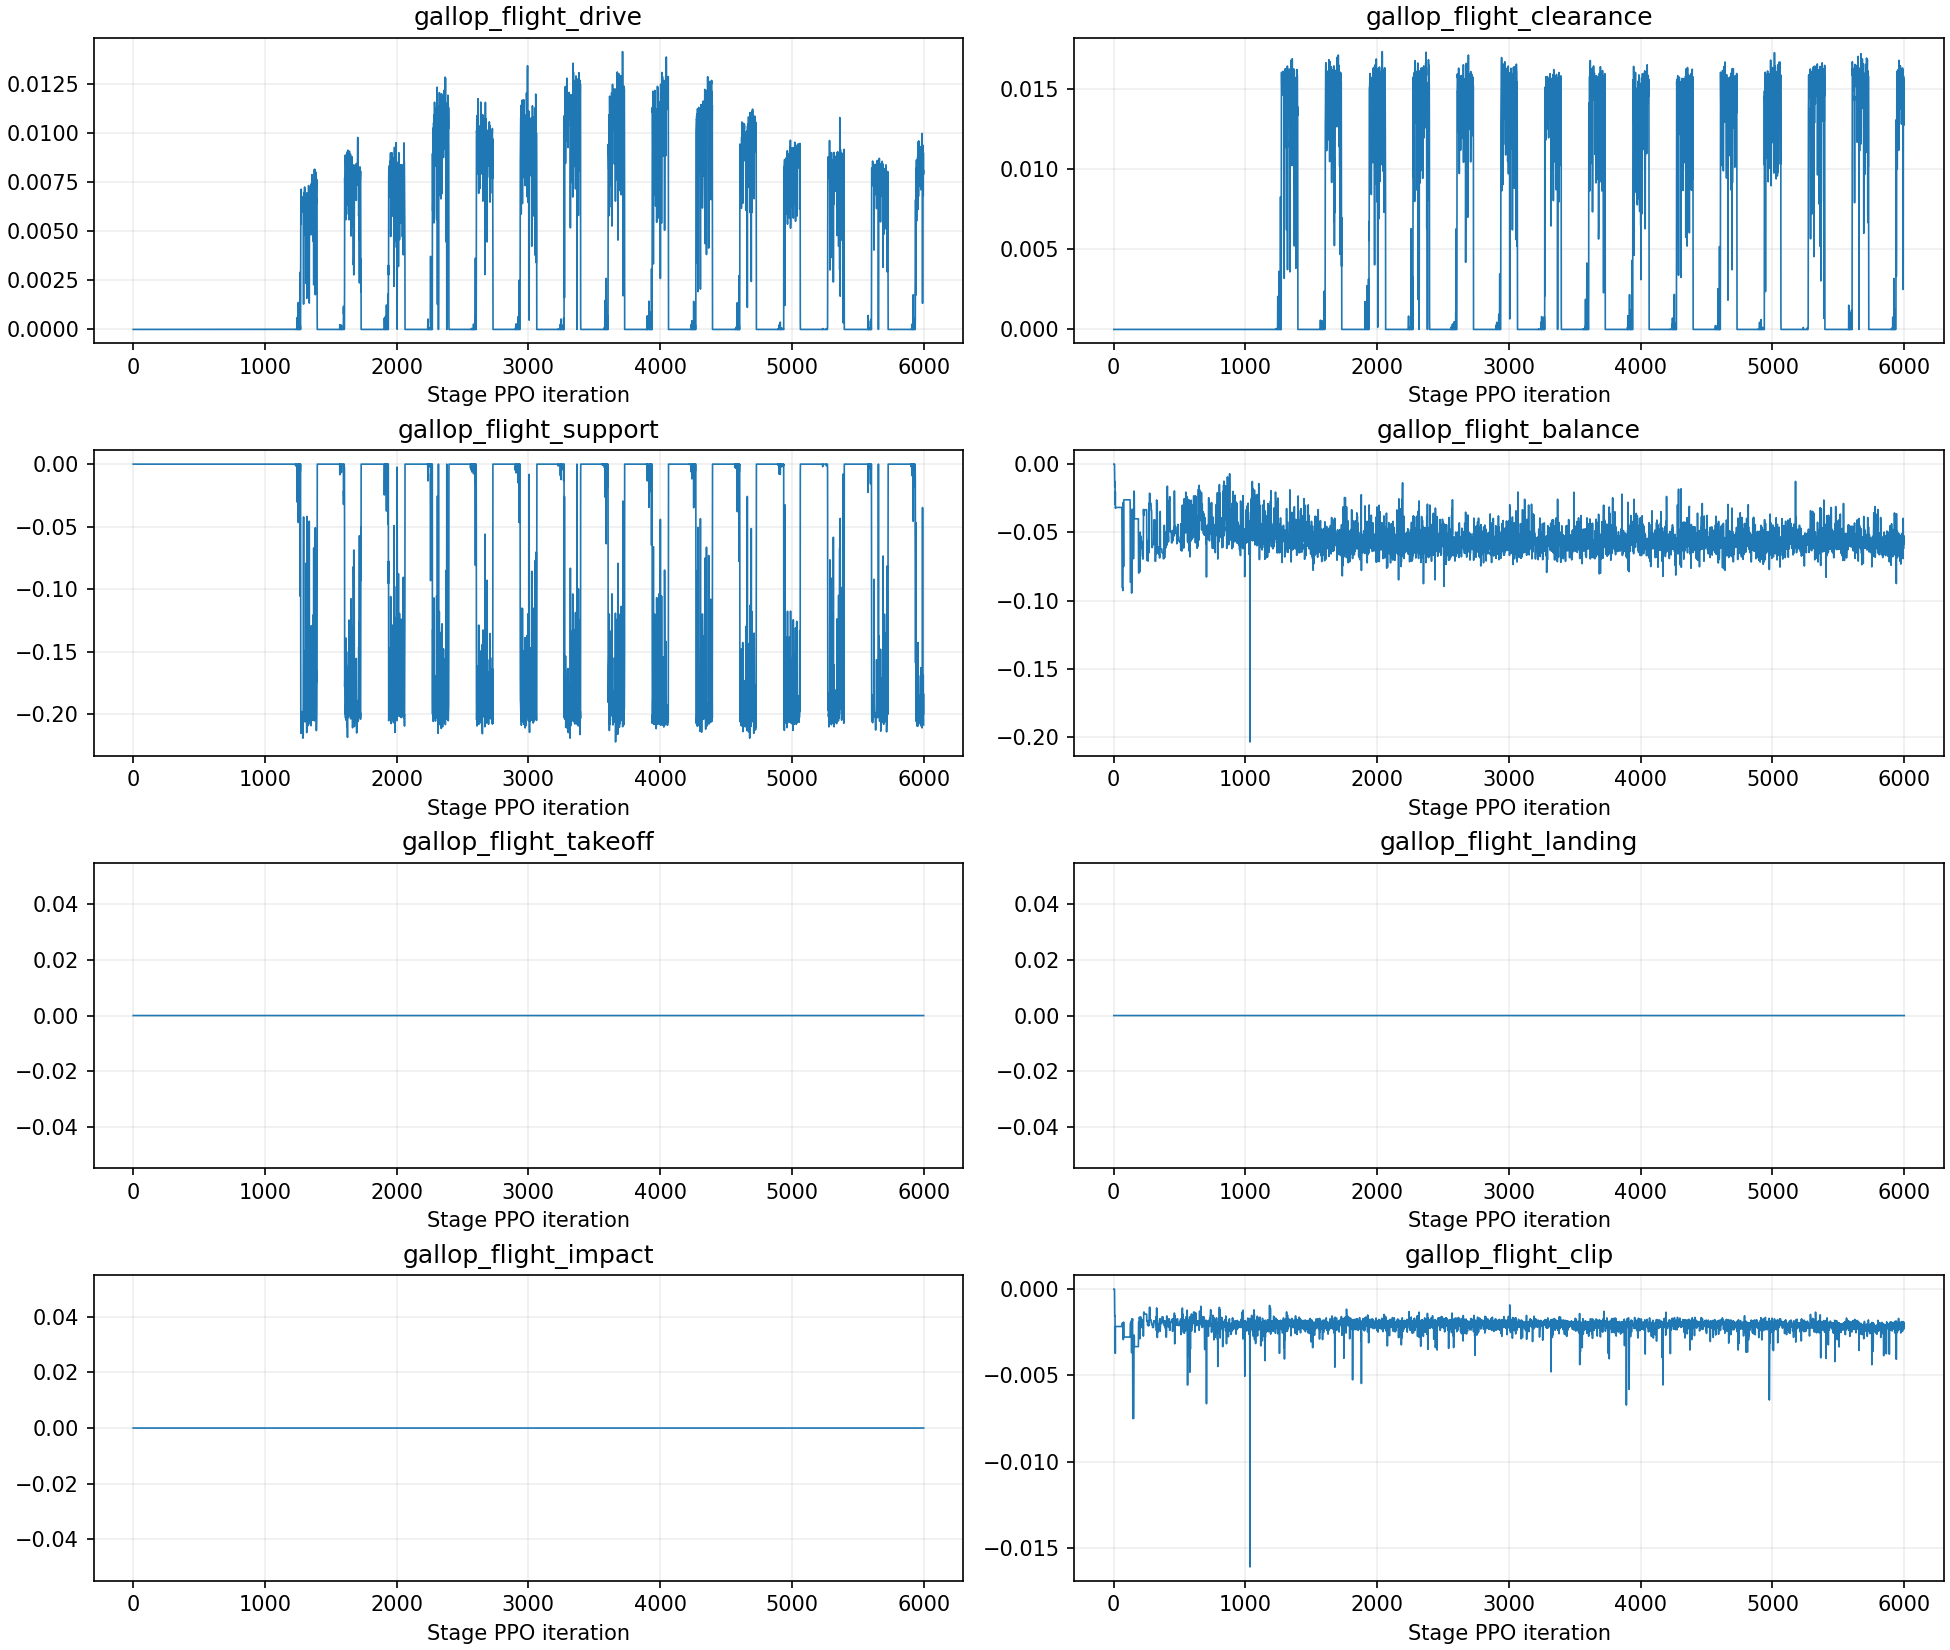 gallop_flight_drive
0.0125
0.0100
0.0075
0.0050
0.0025
0.0000
0 1000 2000 3000 4000 5000 6000
Stage PPO iteration
gallop_flight_clearance
0.015
0.010
0.005
0.000
0 1000 2000 3000 4000 5000 6000
Stage PPO iteration
gallop_flight_support
0.00
−0.05
−0.10
−0.15
−0.20
0 1000 2000 3000 4000 5000 6000
Stage PPO iteration
gallop_flight_balance
0.00
−0.05
−0.10
−0.15
−0.20
0 1000 2000 3000 4000 5000 6000
Stage PPO iteration
gallop_flight_takeoff
0.04
0.02
0.00
−0.02
−0.04
0 1000 2000 3000 4000 5000 6000
Stage PPO iteration
gallop_flight_landing
0.04
0.02
0.00
−0.02
−0.04
0 1000 2000 3000 4000 5000 6000
Stage PPO iteration
gallop_flight_impact
0.04
0.02
0.00
−0.02
−0.04
0 1000 2000 3000 4000 5000 6000
Stage PPO iteration
gallop_flight_clip
0.000
−0.005
−0.010
−0.015
0 1000 2000 3000 4000 5000 6000
Stage PPO iteration